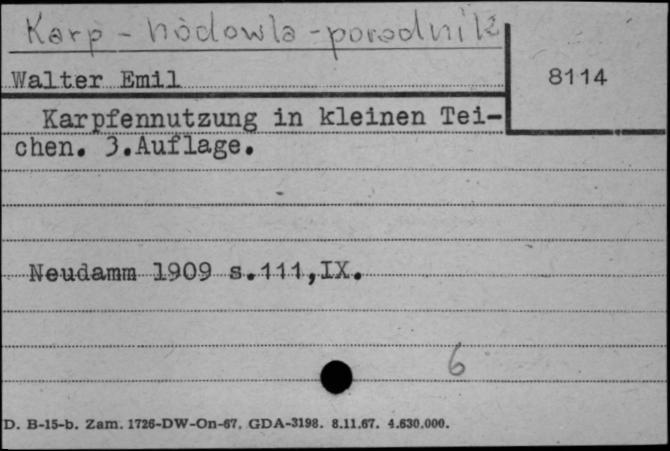 Karp - hodowla - poradnik
Walter Emil
8114
Karpfennutzung in kleinen Tei-
chen. 3.Auflage.
Neudamm 1909 s.111,IX.
6
D. B-15-b. Zam. 1726-DW-On-67. GDA-3198. 8.11.67. 4.630.000.